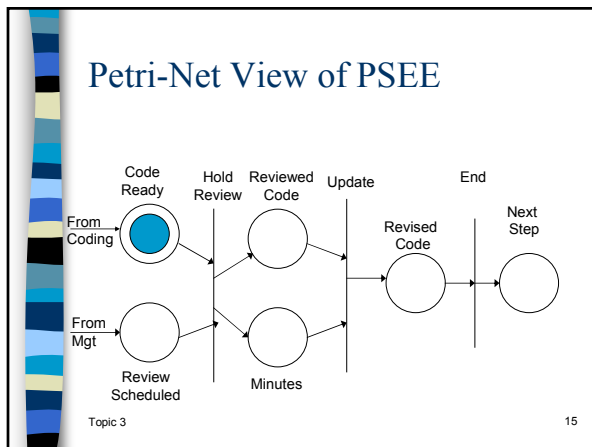 Petri-Net View of PSEE
Code
Ready
Hold
Review
Reviewed
Code
Update
End
Revised
Code
Next
Step
From
Coding
From
Mgt
Review
Scheduled
Minutes
Topic 3
15